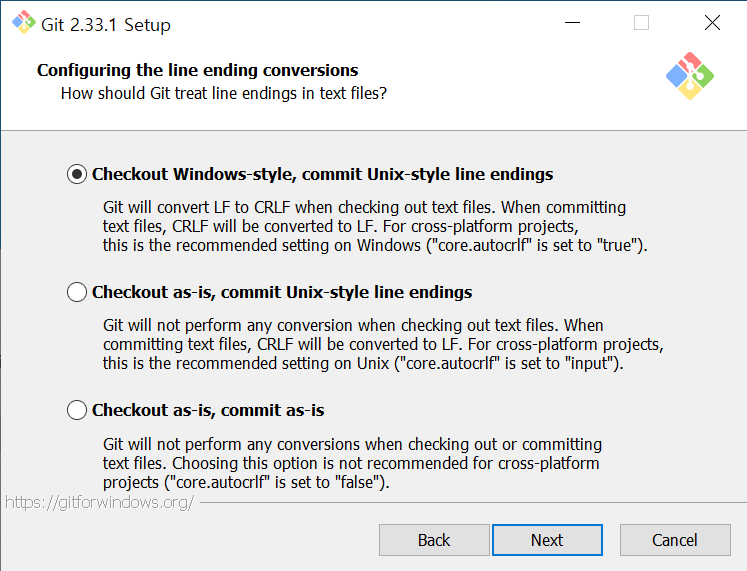 Git 2.33.1 Setup
Configuring the line ending conversions
How should Git treat line endings in text files?
Checkout Windows-style, commit Unix-style line endings
Git will convert LF to CRLF when checking out text files. When committing
text files, CRLF will be converted to LF. For cross-platform projects,
this is the recommended setting on Windows ("core.autocrlf" is set to "true").
Checkout as-is, commit Unix-style line endings
Git will not perform any conversion when checking out text files. When
committing text files, CRLF will be converted to LF. For cross-platform projects,
this is the recommended setting on Unix ("core.autocrlf" is set to "input").
Checkout as-is, commit as-is
Git will not perform any conversions when checking out or committing
text files. Choosing this option is not recommended for cross-platform
projects ("core.autocrlf" is set to "false").
https://gitforwindows.org/
Back Next Cancel